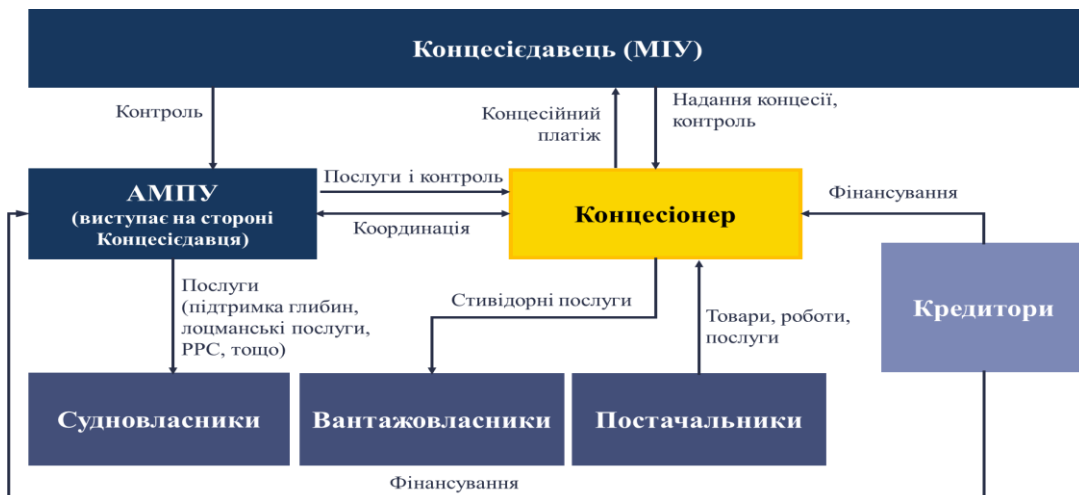 Концесієдавець (МІУ)
Контроль
Концесійний
платіж
Надання концесії,
контроль
АМПУ
(виступає на стороні
Концесієдавця)
Послуги і контроль
Координація
Концесіонер
Фінансування
Послуги
(підтримка глибин,
лоцманські послуги,
РРС, тощо)
Стивідорні послуги
Товари, роботи,
послуги
Кредитори
Судновласники
Вантажовласники
Постачальники
Фінансування